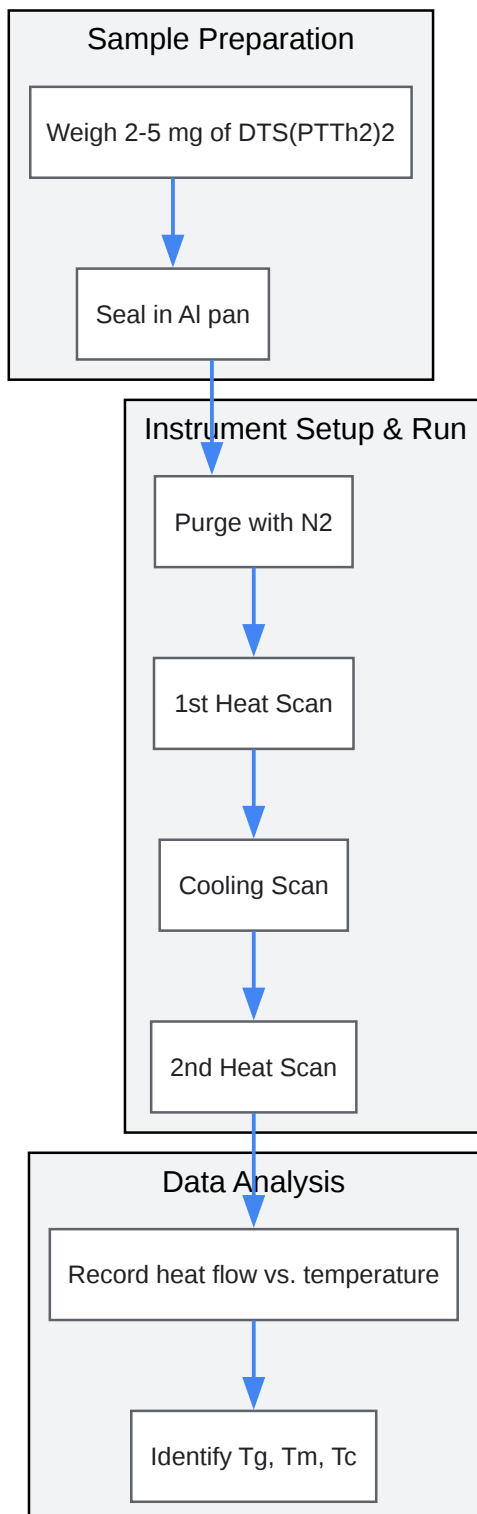 Sample Preparation
Weigh 2-5 mg of DTS(PTTh2)2
Seal in Al pan
Instrument Setup & Run
Purge with N2
1st Heat Scan
Cooling Scan
2nd Heat Scan
Data Analysis
Record heat flow vs. temperature
Identify Tg, Tm, Tc